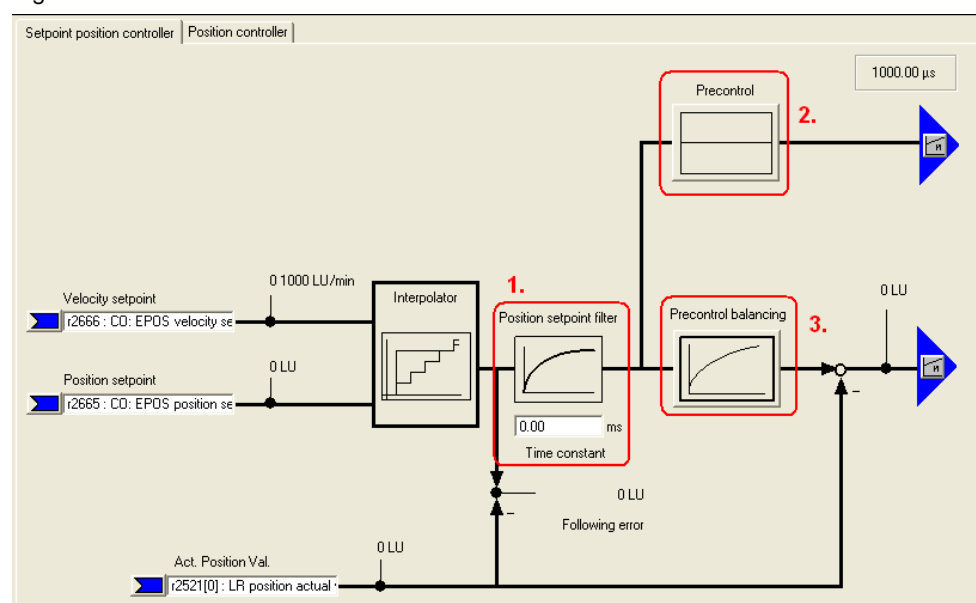 Setpoint position controller
Position controller
1000.00 µs
Precontrol
2.
0 1000 LU/min
Velocity setpoint
r2666 : CO: EPOS velocity se
Interpolator
F
1.
Position setpoint filter
Precontrol balancing
3.
0 LU
0 LU
Position setpoint
r2665 : CO: EPOS position se
0.00 ms
Time constant
0 LU
Following error
0 LU
Act. Position Val.
r2521[0] : LR position actual